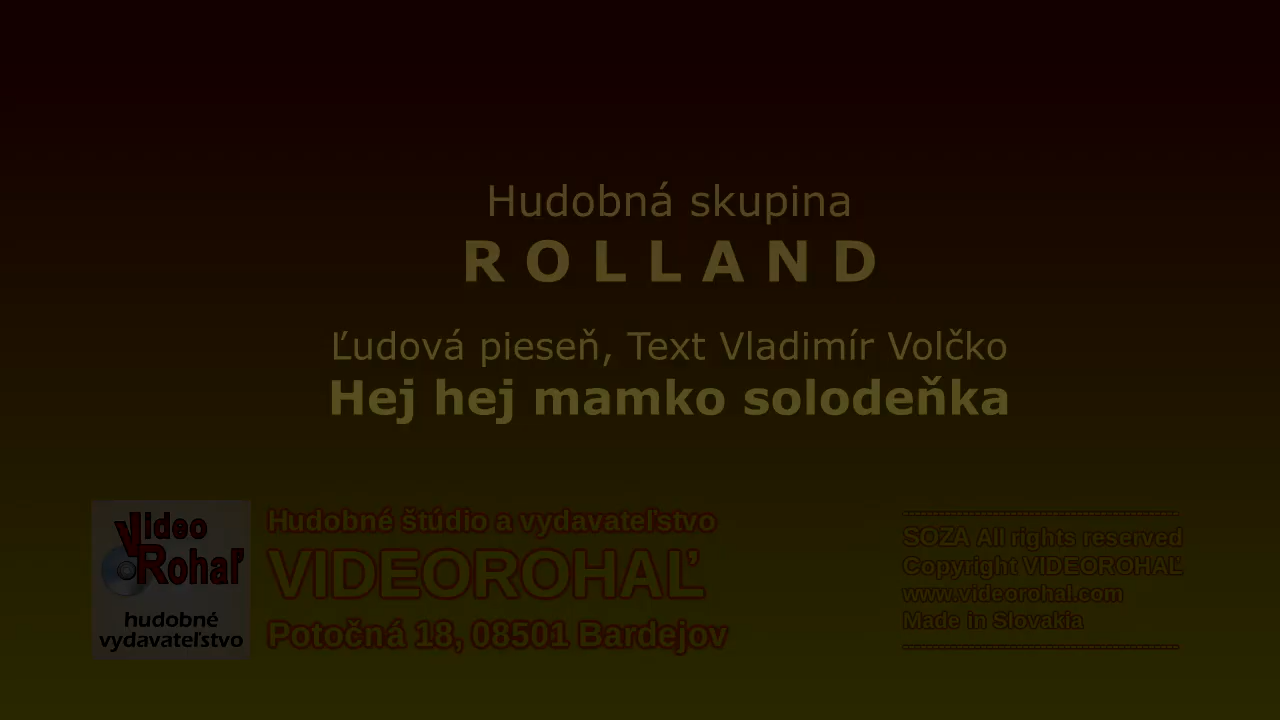 Hudobná skupina
R O L L A N D
Ľudová pieseň, Text Vladimír Volčko
Hej hej mamko solodeňka
Video
Rohaľ
hudobné
vydavateľstvo
Hudobné štúdio a vydavateľstvo
VIDEOROHAĽ
Potočná 18, 08501 Bardejov
SOZA All rights reserved
Copyright VIDEOROHAĽ
www.videorohal.com
Made in Slovakia